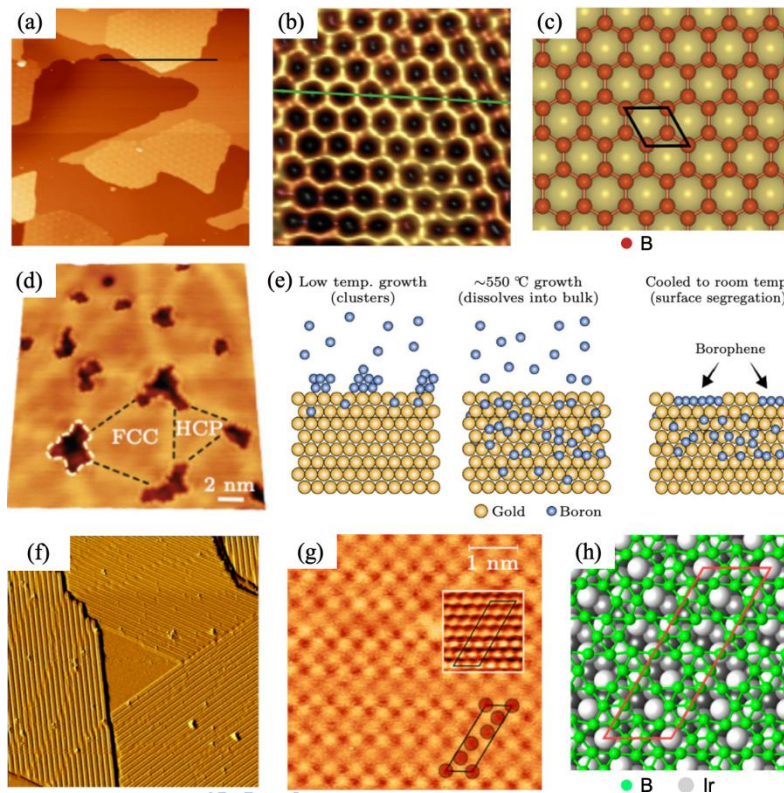 (a)
(b)
(c)
B
(d)
FCC
HCP
2 nm
(e)
Low temp. growth
(clusters)
~550 ℃ growth
(dissolves into bulk)
Cooled to room temp.
(surface segregation)
Borophene
Gold
Boron
(f)
(g)
1 nm
(h)
B
Ir